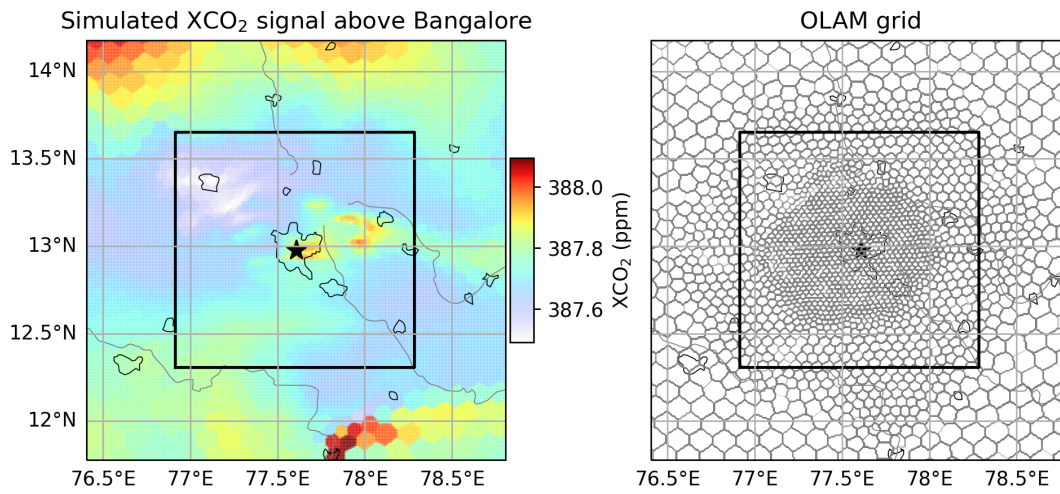 Simulated XCO₂ signal above Bangalore
OLAM grid
14°N
13.5°N
13°N
12.5°N
12°N
76.5°E
77°E
77.5°E
78°E
78.5°E
388.0
387.8
387.6
XCO₂ (ppm)
76.5°E
77°E
77.5°E
78°E
78.5°E